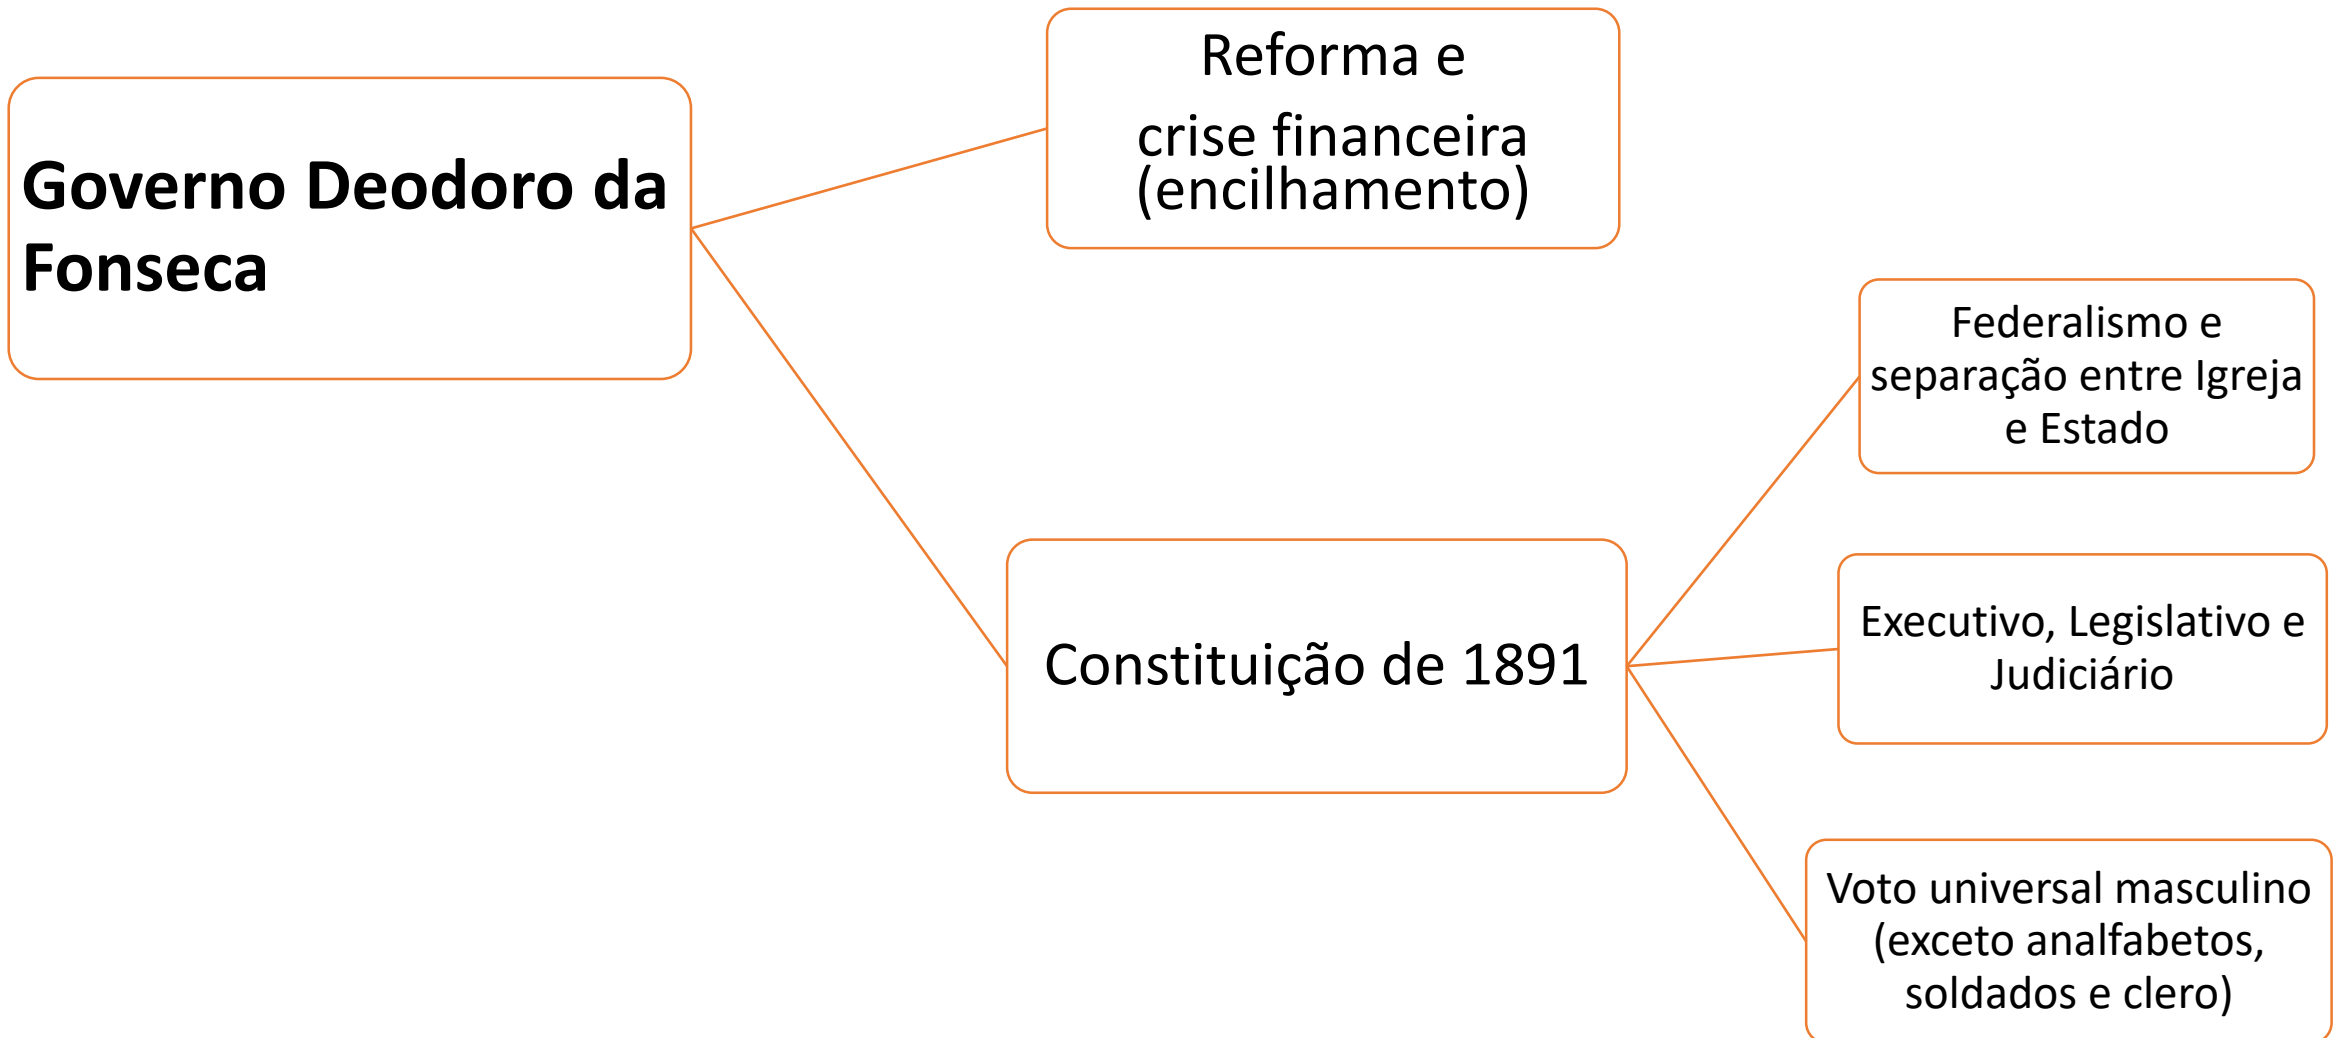 Governo Deodoro da
Fonseca
Reforma e
crise financeira
(encilhamento)
Constituição de 1891
Federalismo e
separação entre Igreja
e Estado
Executivo, Legislativo e
Judiciário
Voto universal masculino
(exceto analfabetos,
soldados e clero)